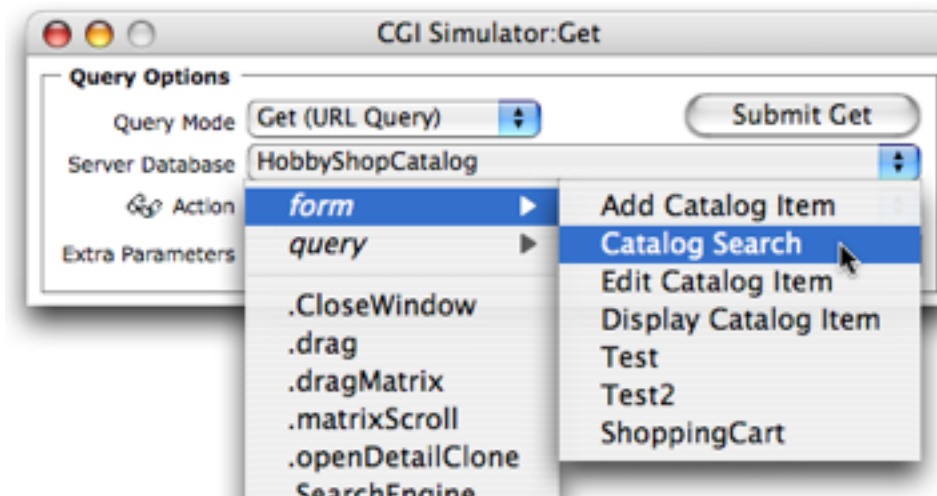 CGI Simulator:Get
Query Options
Query Mode Get (URL Query) Submit Get
Server Database HobbyShopCatalog
Action form Add Catalog Item
query Catalog Search
Extra Parameters Edit Catalog Item
.CloseWindow Display Catalog Item
.drag Test
.dragMatrix Test2
.matrixScroll ShoppingCart
.openDetailClone
.SearchEngine